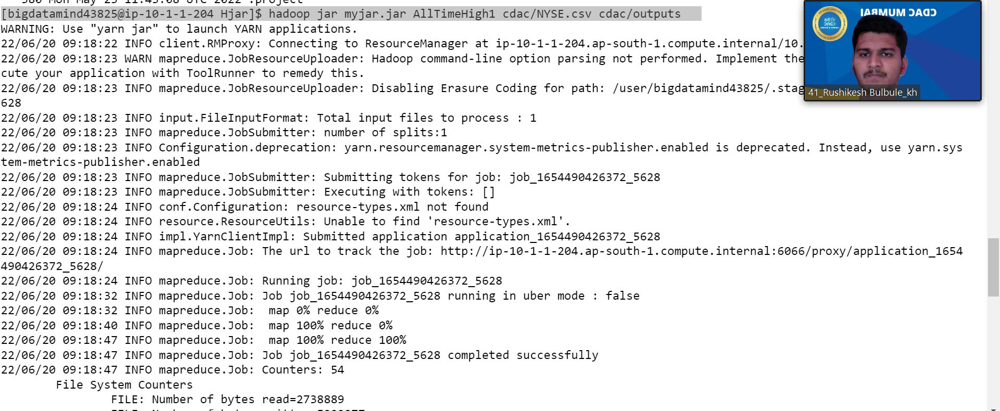 580 Mon May 23 11:45:08 UTC 2022 .project
[bigdatamind43825@ip-10-1-1-204 Hjar]$ hadoop jar myjar.jar AllTimeHigh1 cdac/NYSE.csv cdac/outputs
WARNING: Use "yarn jar" to launch YARN applications.
22/06/20 09:18:22 INFO client.RMProxy: Connecting to ResourceManager at ip-10-1-1-204.ap-south-1.compute.internal/10.
22/06/20 09:18:23 WARN mapreduce.JobResourceUploader: Hadoop command-line option parsing not performed. Implement the
cute your application with ToolRunner to remedy this.
22/06/20 09:18:23 INFO mapreduce.JobResourceUploader: Disabling Erasure Coding for path: /user/bigdatamind43825/.stag
628
22/06/20 09:18:23 INFO input.FileInputFormat: Total input files to process : 1
22/06/20 09:18:23 INFO mapreduce.JobSubmitter: number of splits:1
22/06/20 09:18:23 INFO Configuration.deprecation: yarn.resourcemanager.system-metrics-publisher.enabled is deprecated. Instead, use yarn.sys
tem-metrics-publisher.enabled
22/06/20 09:18:23 INFO mapreduce.JobSubmitter: Submitting tokens for job: job_1654490426372_5628
22/06/20 09:18:23 INFO mapreduce.JobSubmitter: Executing with tokens: []
22/06/20 09:18:24 INFO conf.Configuration: resource-types.xml not found
22/06/20 09:18:24 INFO resource.ResourceUtils: Unable to find 'resource-types.xml'.
22/06/20 09:18:24 INFO impl.YarnClientImpl: Submitted application application_1654490426372_5628
22/06/20 09:18:24 INFO mapreduce.Job: The url to track the job: http://ip-10-1-1-204.ap-south-1.compute.internal:6066/proxy/application_1654
490426372_5628/
22/06/20 09:18:24 INFO mapreduce.Job: Running job: job_1654490426372_5628
22/06/20 09:18:32 INFO mapreduce.Job: Job job_1654490426372_5628 running in uber mode : false
22/06/20 09:18:32 INFO mapreduce.Job:  map 0% reduce 0%
22/06/20 09:18:40 INFO mapreduce.Job:  map 100% reduce 0%
22/06/20 09:18:47 INFO mapreduce.Job:  map 100% reduce 100%
22/06/20 09:18:47 INFO mapreduce.Job: Job job_1654490426372_5628 completed successfully
22/06/20 09:18:47 INFO mapreduce.Job: Counters: 54
File System Counters
FILE: Number of bytes read=2738889
CDAC MUMBAI
41_Rushikesh Bulbule_kh